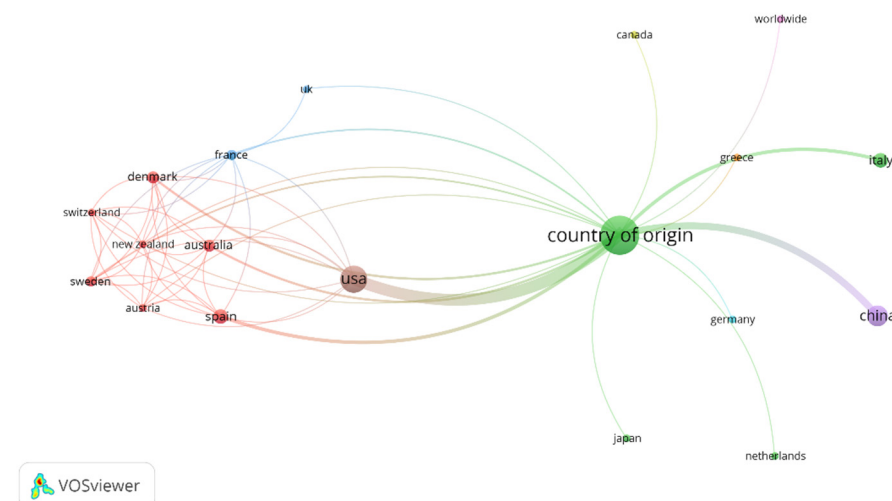 worldwide
canada
uk
france
greece
italy
denmark
switzerland
country of origin
new zealand
australia
usa
sweden
austria
spain
china
germany
japan
netherlands
VOSviewer